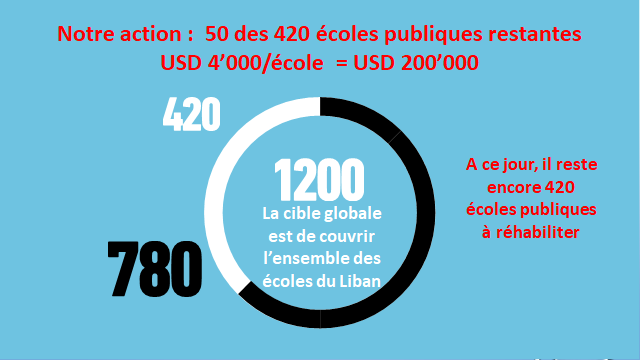 Notre action :  50 des 420 écoles publiques restantes
USD 4’000/école  = USD 200’000
420
1200
La cible globale
est de couvrir
l’ensemble des
écoles du Liban
780
A ce jour, il reste
encore 420
écoles publiques
à réhabiliter